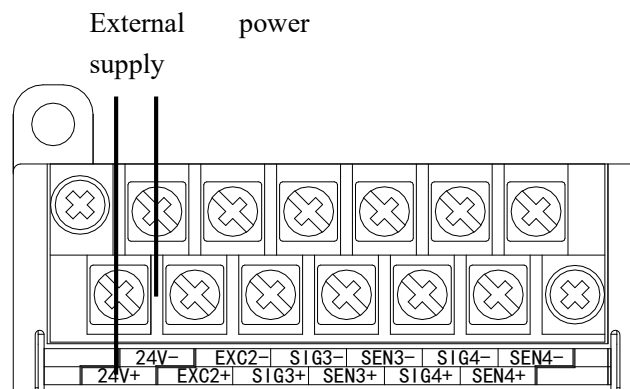 External power
supply
24V- EXC2- SIG3- SEN3- SIG4- SEN4-
24V+ EXC2+ SIG3+ SEN3+ SIG4+ SEN4+